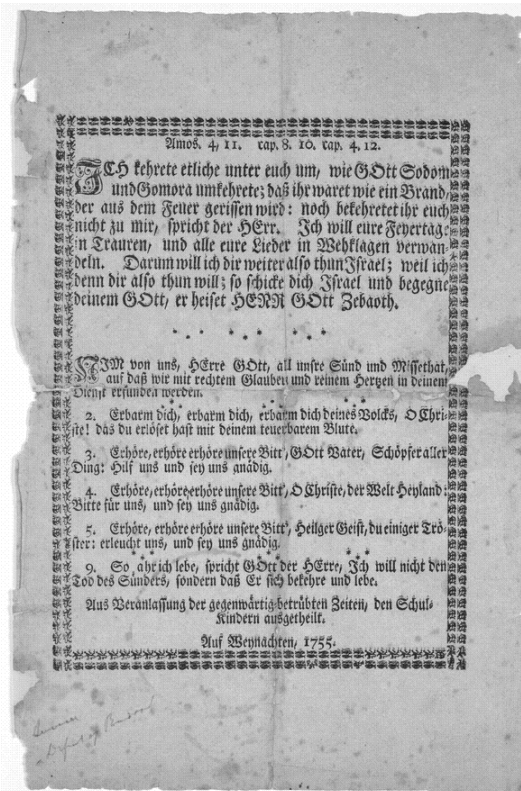 Amos. 4, 11. cap. 8. 10. cap. 4. 12.
ICH kehrete etliche unter euch um, wie GOtt Sodom
und Gomora umkehrete; daß ihr waret wie ein Brand,
der aus dem Feuer gerissen wird: noch bekehretet ihr euch
nicht zu mir, spricht der HErr. Ich will eure Feyertage
in Trauren, und alle eure Lieder in Wehklagen verwan-
deln. Darum will ich dir weiter also thun Israel; weil ich
denn dir also thun will; so schicke dich Israel und begegne
deinem GOtt, er heiset HERR GOtt Zebaoth.
NIM von uns, HErre GOtt, all unsre Sünd und Missethat,
auf daß wir mit rechtem Glauben und reinem Hertzen in deinem
Dienst erfunden werden.
2. Erbarm dich, erbarm dich, erbarm dich deines Volcks, O Chri-
ste! das du erlöset hast mit deinem teuerbarem Blute.
3. Erhöre, erhöre erhöre unsere Bitt', GOtt Vater, Schöpfer aller
Ding: Hilf uns und sey uns gnädig.
4. Erhöre, erhöre erhöre unsere Bitt', O Christe, der Welt Heyland:
Bitte für uns, und sey uns gnädig.
5. Erhöre, erhöre erhöre unsere Bitt', Heilger Geist, du einiger Trö-
ster: erleucht uns, und sey uns gnädig.
9. So ahr ich lebe, spricht GOtt der HErre, Ich will nicht den
Tod des Sünders, sondern daß Er sich bekehre und lebe.
Aus Veranlassung der gegenwärtig-betrübten Zeiten, den Schul-
Kindern ausgetheilt.
Auf Weynachten, 1755.